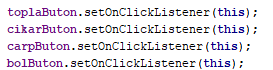 toplaButon.setOnClickListener(this);
cikarButon.setOnClickListener(this);
carpButon.setOnClickListener(this);
bolButon.setOnClickListener(this);